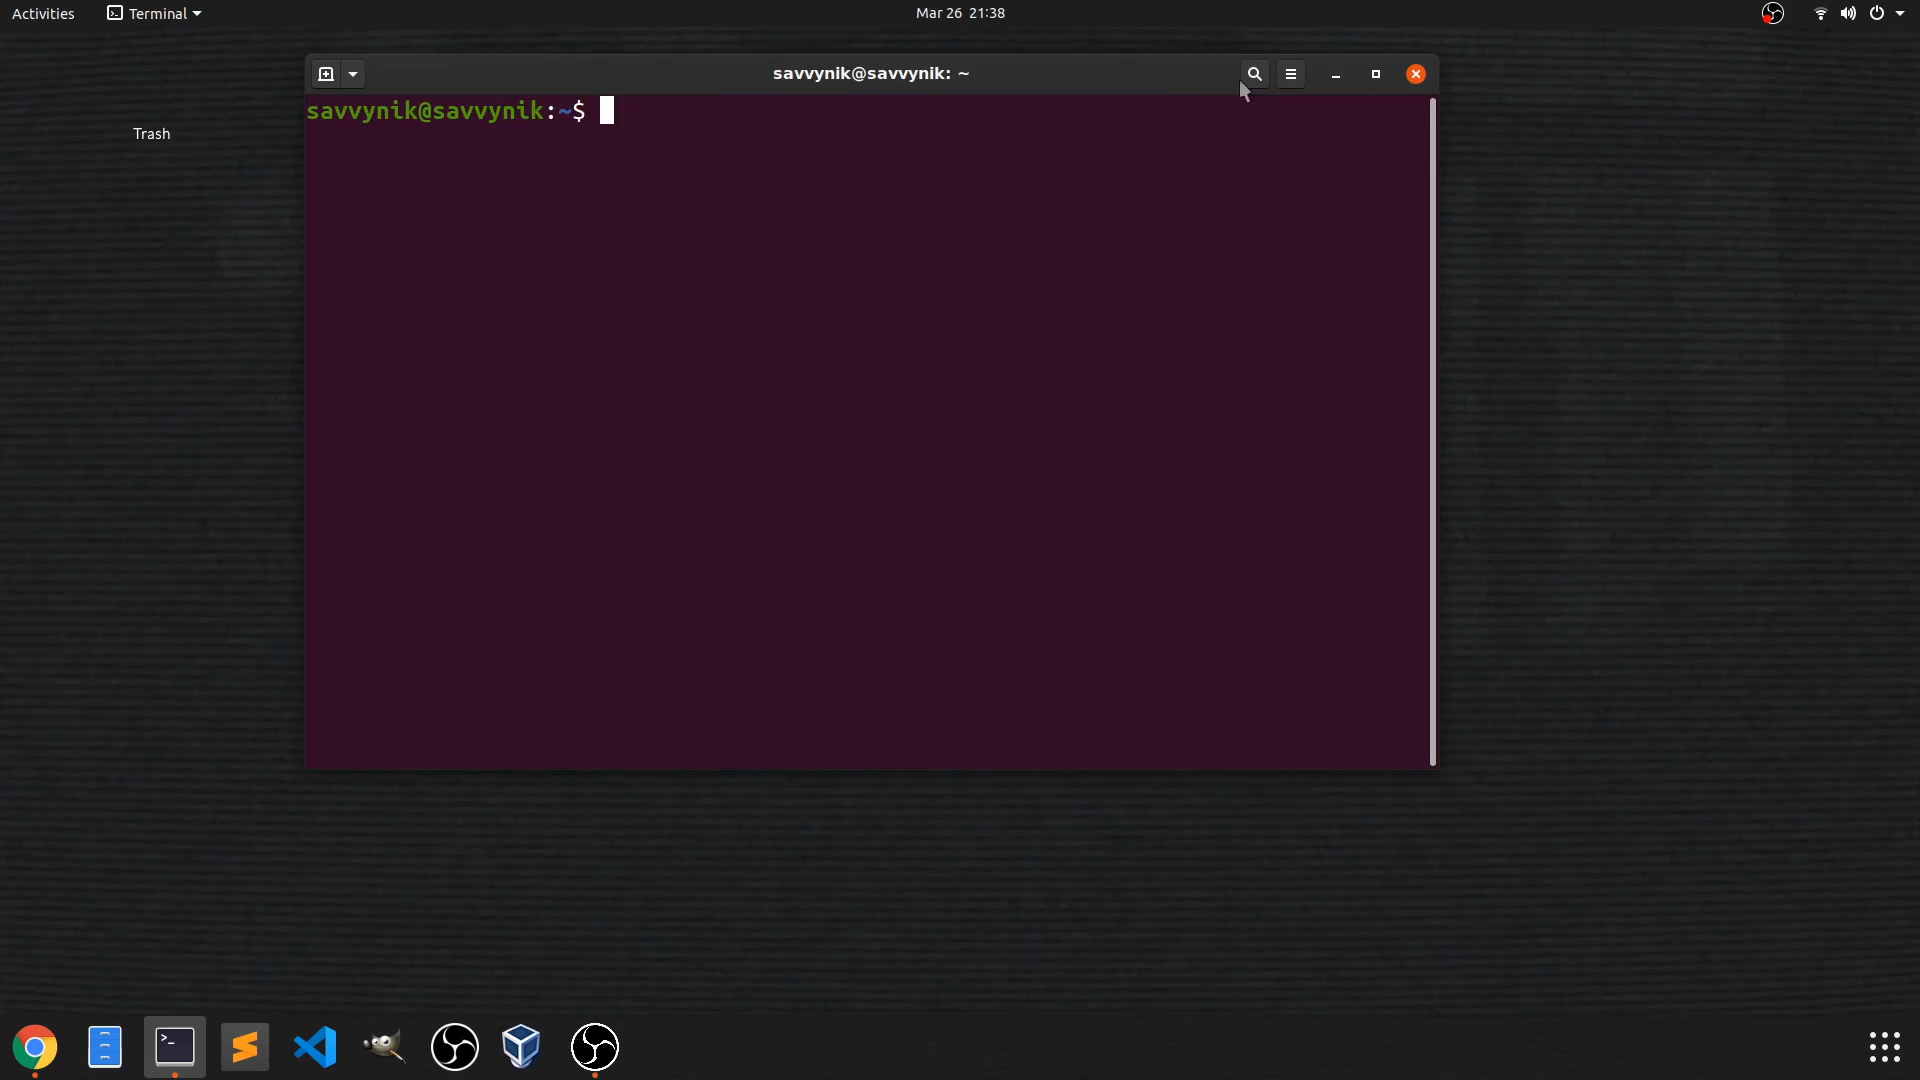 Activities
Terminal
Mar 26 21:38
savvynik@savvynik: ~
savvynik@savvynik:~$
Trash